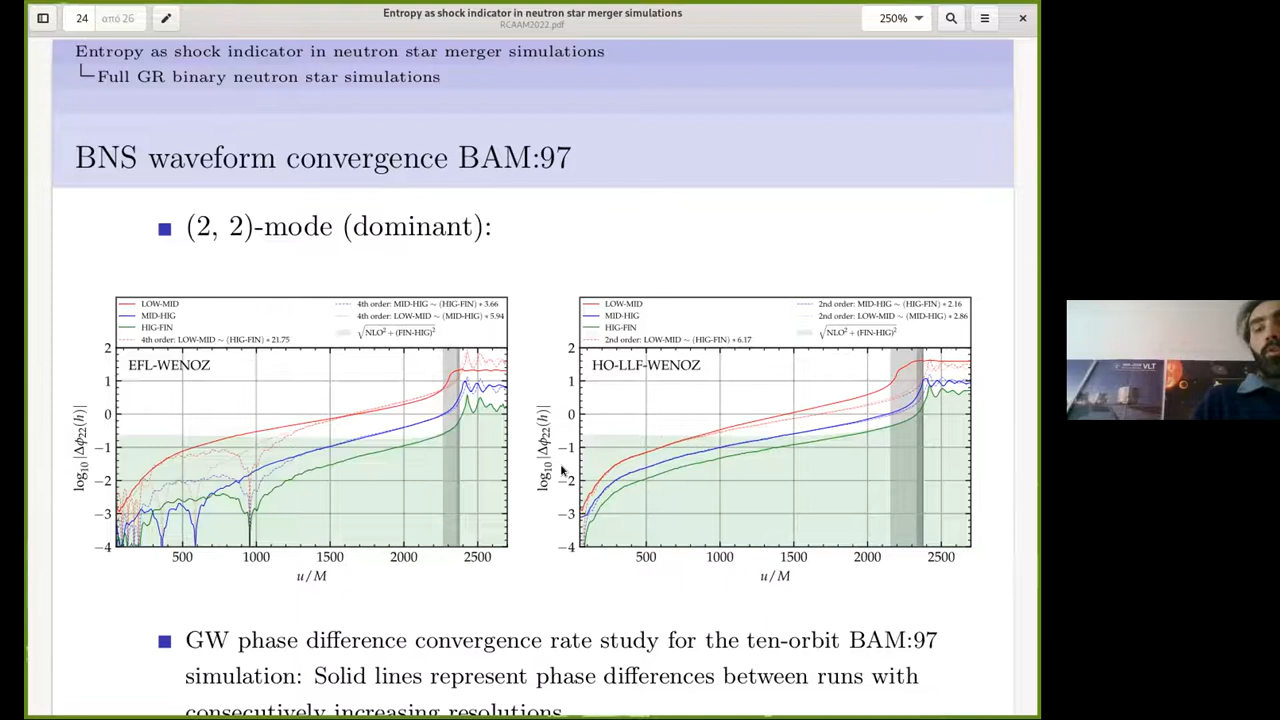 24
από 26
Entropy as shock indicator in neutron star merger simulations
RCAAM2022.pdf
250%
Entropy as shock indicator in neutron star merger simulations
Full GR binary neutron star simulations
BNS waveform convergence BAM:97
(2, 2)-mode (dominant):
LOW-MID
MID-HIG
HIG-FIN
4th order: LOW-MID ∼ (HIG-FIN) * 21.75
4th order: MID-HIG ∼ (HIG-FIN) * 3.66
4th order: LOW-MID ∼ (MID-HIG) * 5.94
√NLO² + (FIN-HIG)²
EFL-WENOZ
log₁₀ |Δφ₂₂(h)|
2
1
0
−1
−2
−3
−4
500 1000 1500 2000 2500
u/M
LOW-MID
MID-HIG
HIG-FIN
2nd order: LOW-MID ∼ (HIG-FIN) * 6.17
2nd order: MID-HIG ∼ (HIG-FIN) * 2.16
2nd order: LOW-MID ∼ (MID-HIG) * 2.86
√NLO² + (FIN-HIG)²
HO-LLF-WENOZ
log₁₀ |Δφ₂₂(h)|
2
1
0
−1
−2
−3
−4
500 1000 1500 2000 2500
u/M
GW phase difference convergence rate study for the ten-orbit BAM:97
simulation: Solid lines represent phase differences between runs with
consecutively increasing resolutions
VLT